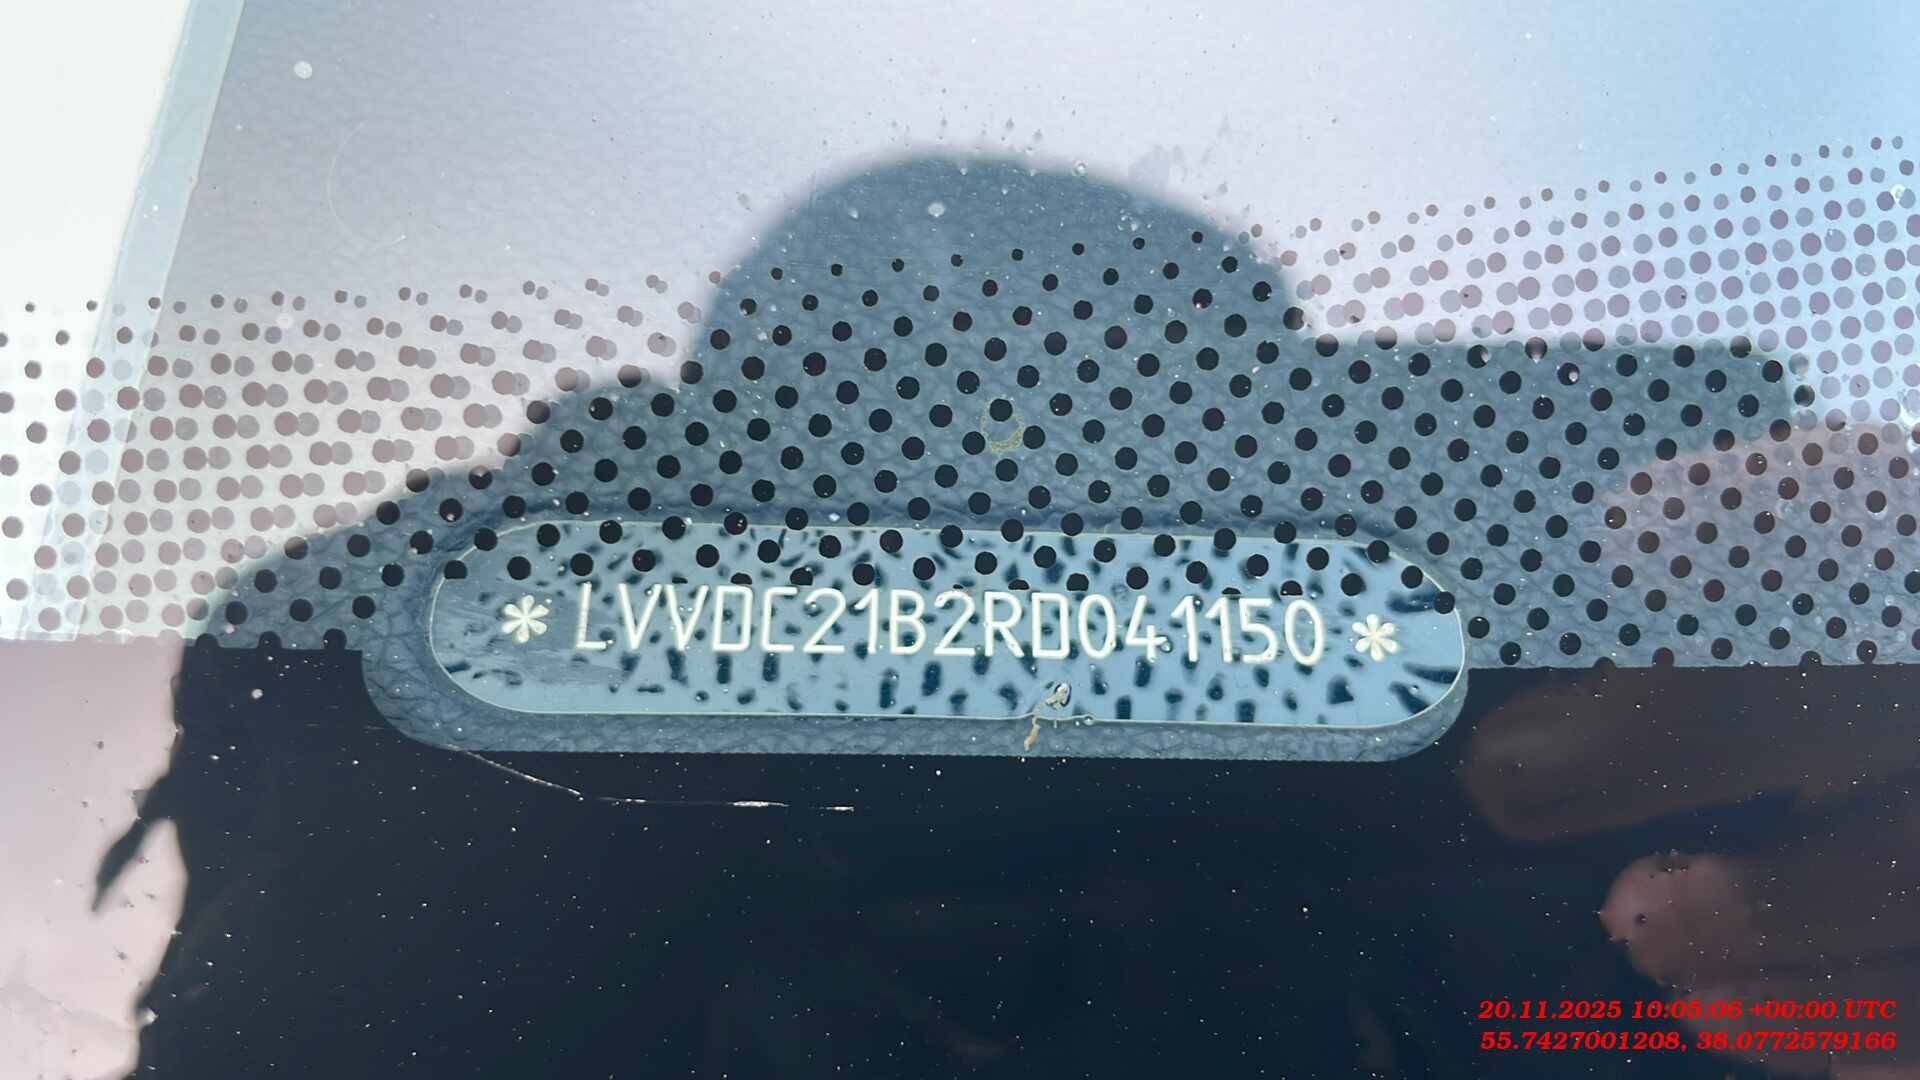 *LVVDC21B2RD041150*
20.11.2025 10:05:06 +00:00 UTC
55.7427001208, 38.0772579166